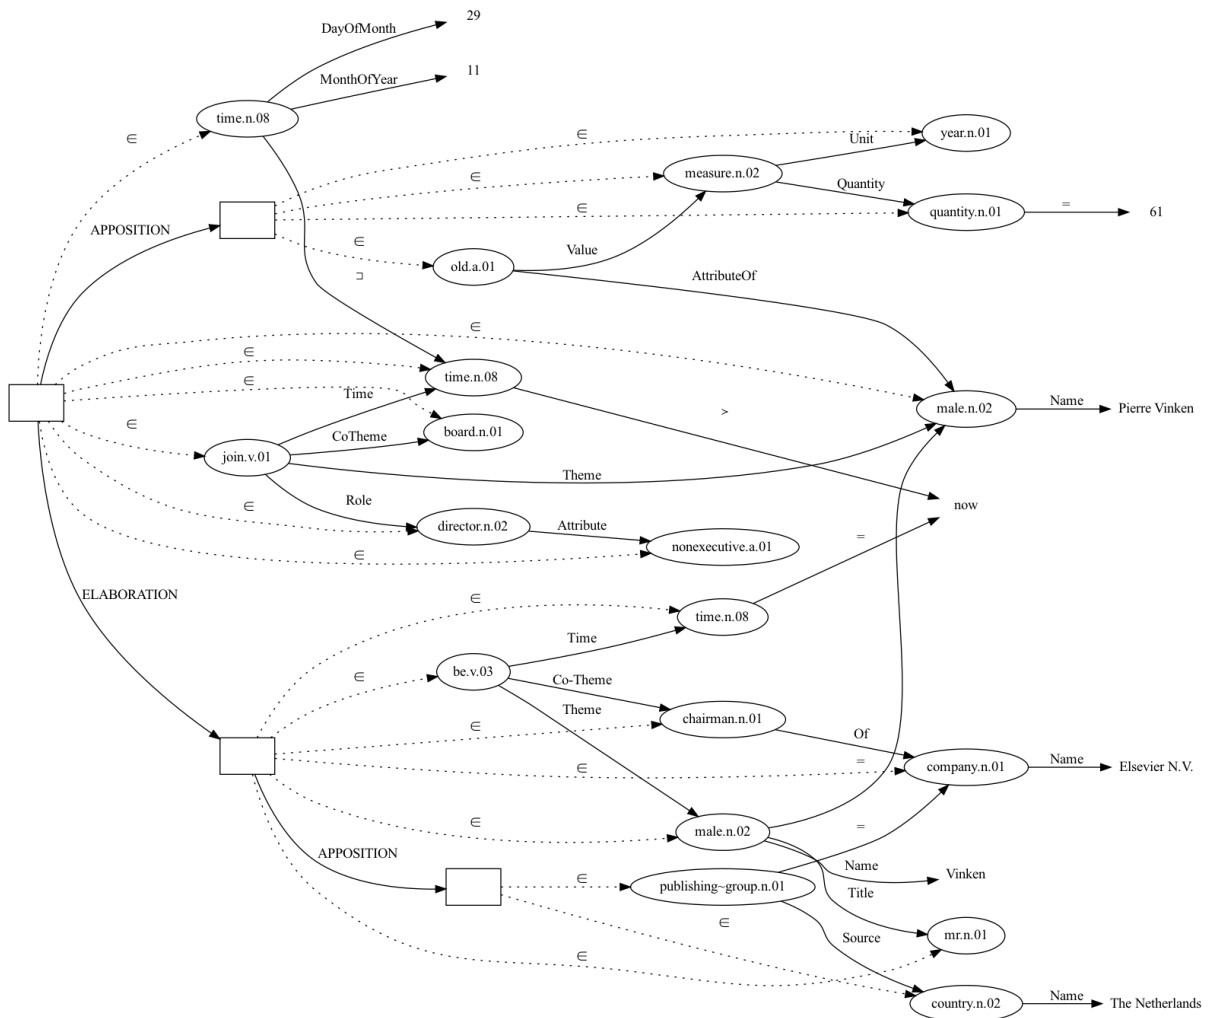 DayOfMonth
29
MonthOfYear
11
time.n.08
∈
∈
year.n.01
Unit
measure.n.02
∈
Quantity
∈
quantity.n.01
=
61
APPOSITION
∈
Value
old.a.01
⊐
AttributeOf
∈
∈
time.n.08
∈
Time
>
male.n.02
Name
Pierre Vinken
∈
CoTheme
board.n.01
join.v.01
Theme
Role
∈
now
director.n.02
Attribute
=
nonexecutive.a.01
∈
ELABORATION
∈
time.n.08
Time
be.v.03
∈
Co-Theme
Theme
chairman.n.01
∈
Of
=
∈
company.n.01
Name
Elsevier N.V.
∈
male.n.02
=
APPOSITION
Name
Vinken
∈
publishing~group.n.01
Title
∈
Source
mr.n.01
∈
country.n.02
Name
The Netherlands